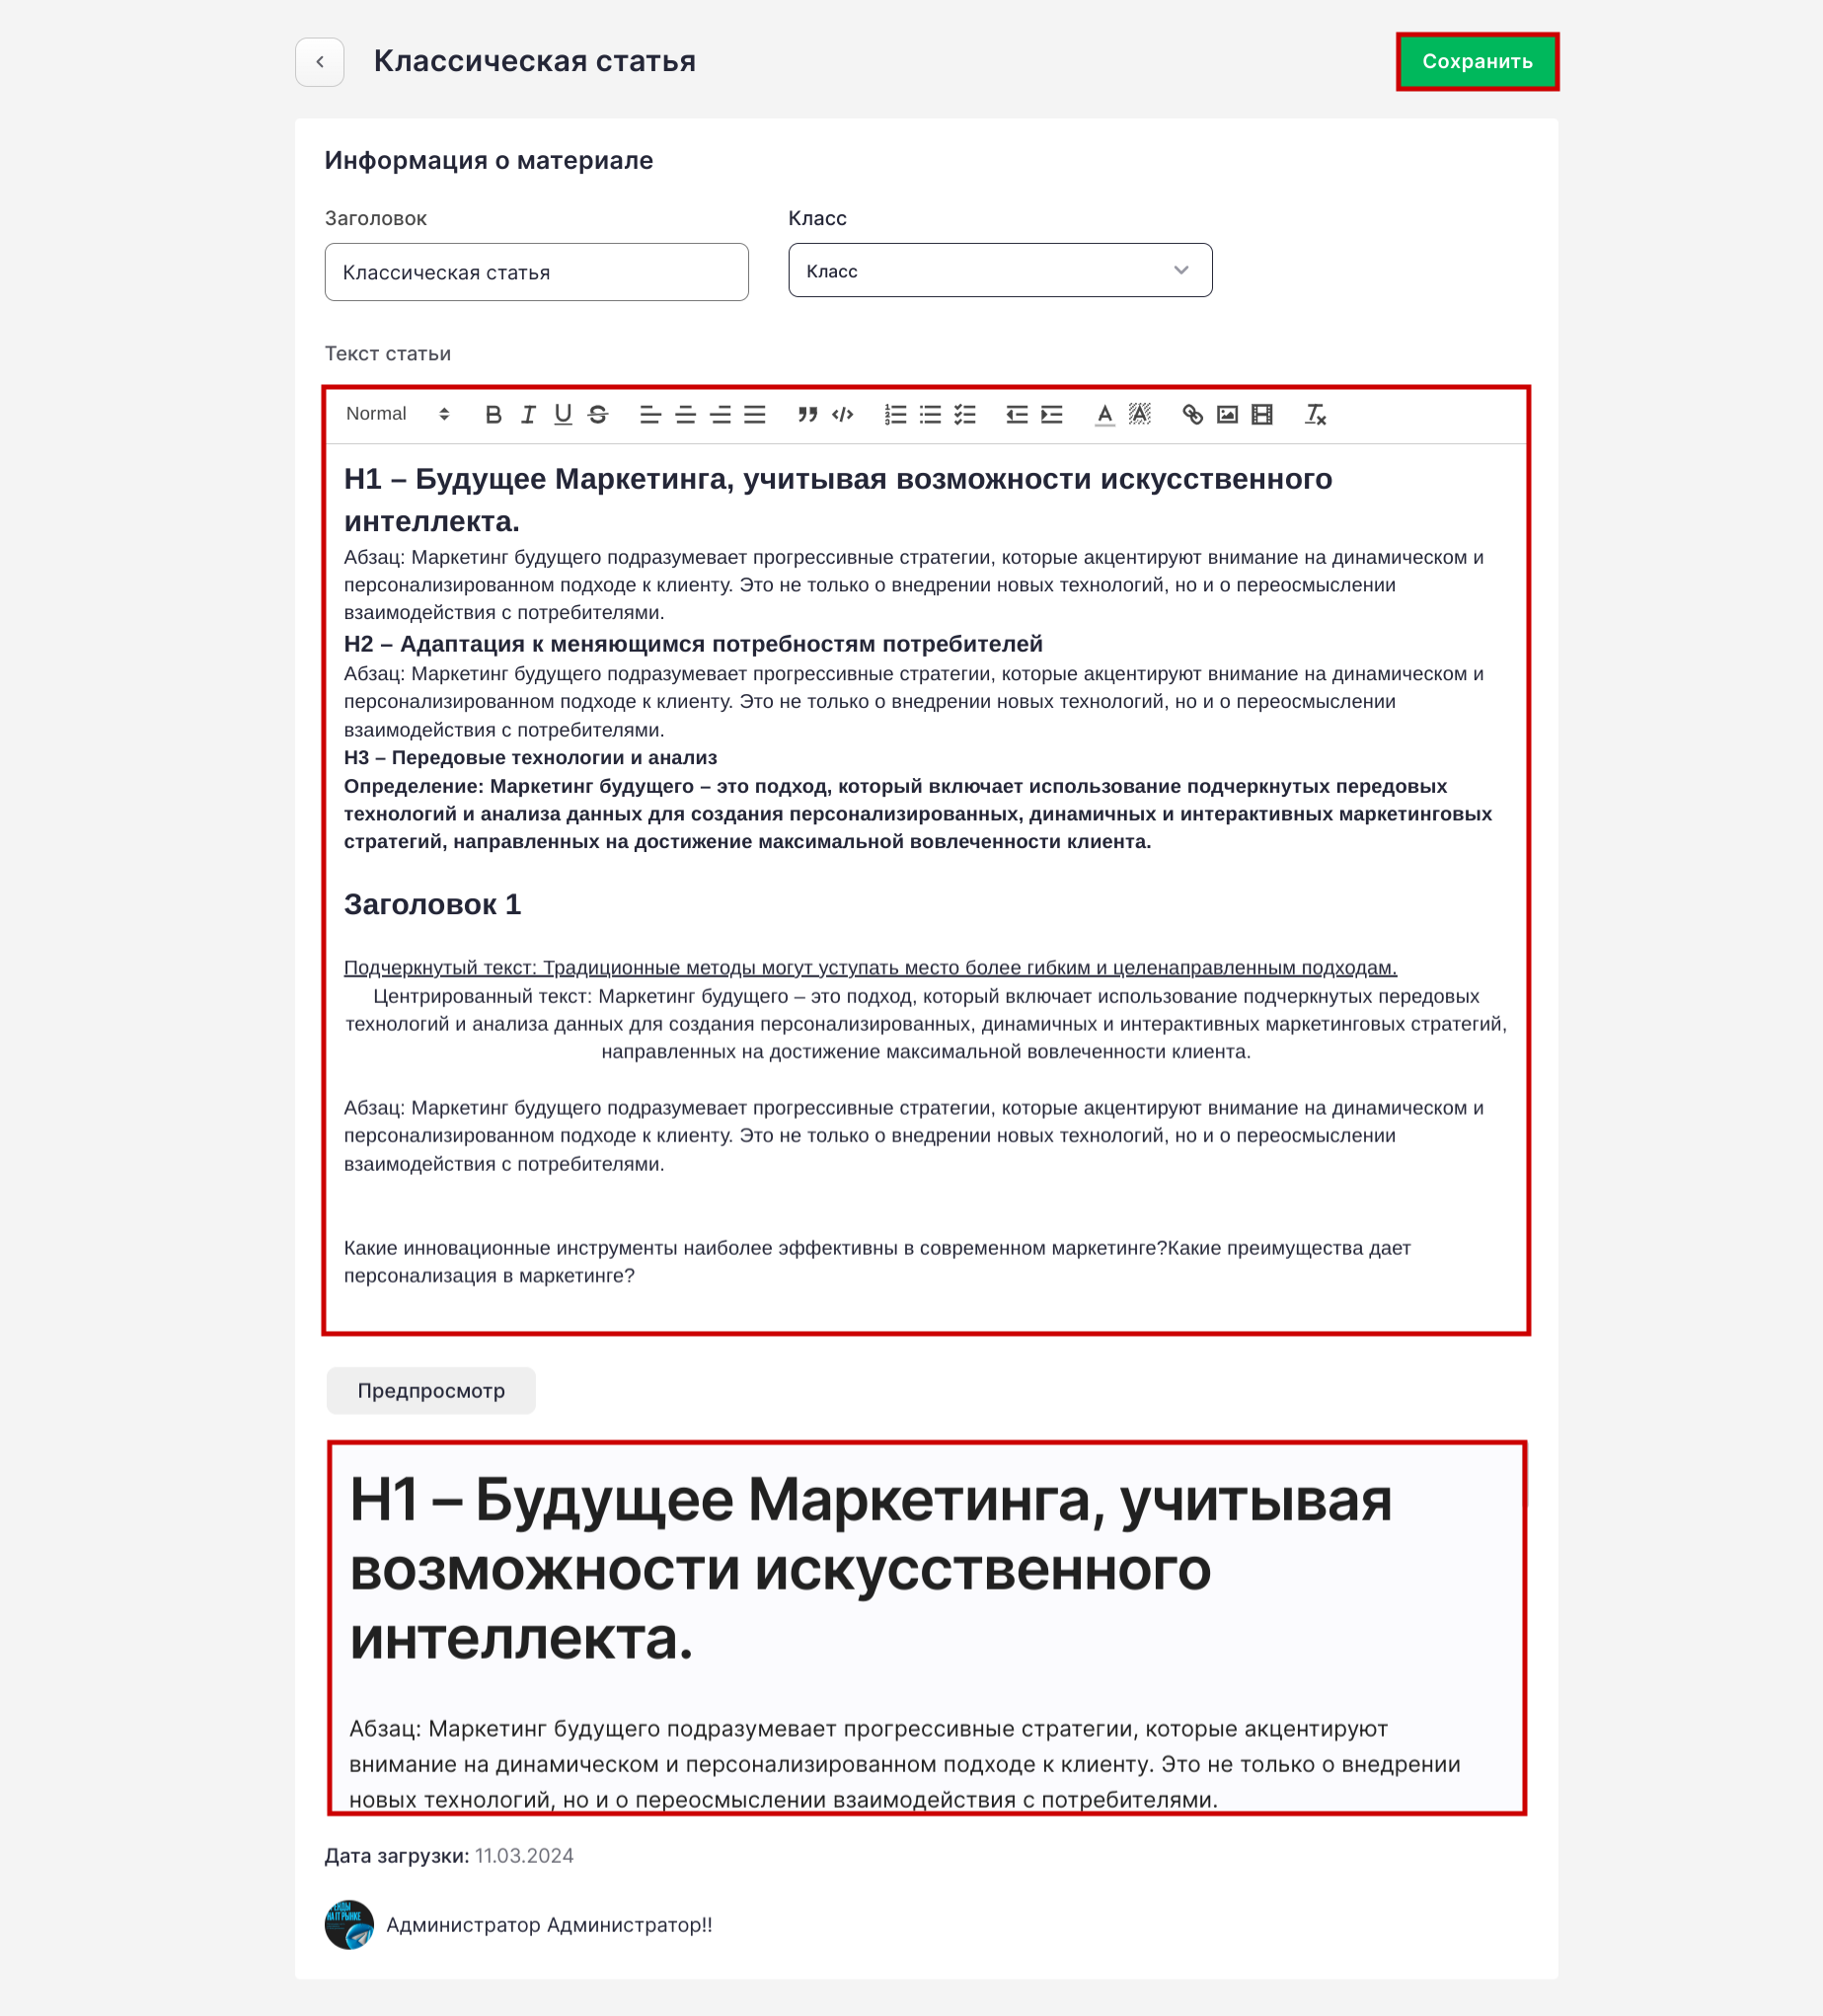 Классическая статья
Сохранить
Информация о материале
Заголовок
Класс
Классическая статья
Класс
Текст статьи
Normal
H1 – Будущее Маркетинга, учитывая возможности искусственного
интеллекта.
Абзац: Маркетинг будущего подразумевает прогрессивные стратегии, которые акцентируют внимание на динамическом и
персонализированном подходе к клиенту. Это не только о внедрении новых технологий, но и о переосмыслении
взаимодействия с потребителями.
H2 – Адаптация к меняющимся потребностям потребителей
Абзац: Маркетинг будущего подразумевает прогрессивные стратегии, которые акцентируют внимание на динамическом и
персонализированном подходе к клиенту. Это не только о внедрении новых технологий, но и о переосмыслении
взаимодействия с потребителями.
H3 – Передовые технологии и анализ
Определение: Маркетинг будущего – это подход, который включает использование подчеркнутых передовых
технологий и анализа данных для создания персонализированных, динамичных и интерактивных маркетинговых
стратегий, направленных на достижение максимальной вовлеченности клиента.
Заголовок 1
Подчеркнутый текст: Традиционные методы могут уступать место более гибким и целенаправленным подходам.
Центрированный текст: Маркетинг будущего – это подход, который включает использование подчеркнутых передовых
технологий и анализа данных для создания персонализированных, динамичных и интерактивных маркетинговых стратегий,
направленных на достижение максимальной вовлеченности клиента.
Абзац: Маркетинг будущего подразумевает прогрессивные стратегии, которые акцентируют внимание на динамическом и
персонализированном подходе к клиенту. Это не только о внедрении новых технологий, но и о переосмыслении
взаимодействия с потребителями.
Какие инновационные инструменты наиболее эффективны в современном маркетинге?Какие преимущества дает
персонализация в маркетинге?
Предпросмотр
H1 – Будущее Маркетинга, учитывая
возможности искусственного
интеллекта.
Абзац: Маркетинг будущего подразумевает прогрессивные стратегии, которые акцентируют
внимание на динамическом и персонализированном подходе к клиенту. Это не только о внедрении
новых технологий, но и о переосмыслении взаимодействия с потребителями.
Дата загрузки: 11.03.2024
НА IT РЫНКЕ
Администратор Администратор!!